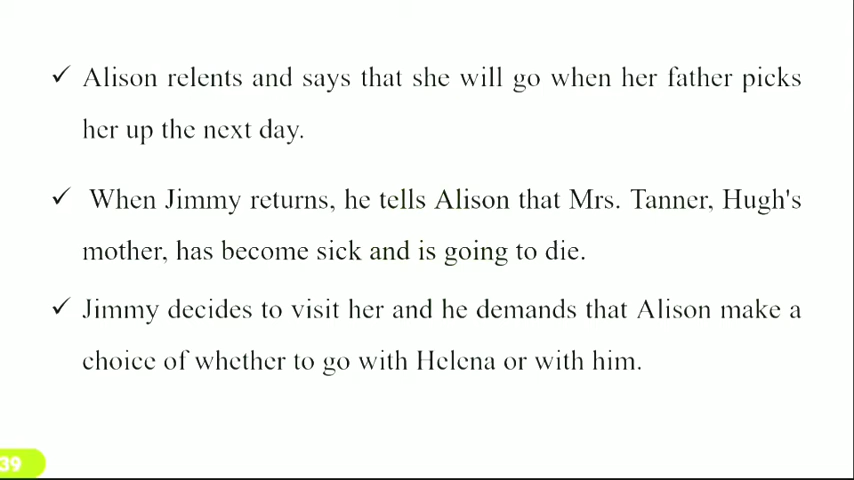 ✓ Alison relents and says that she will go when her father picks
her up the next day.
✓ When Jimmy returns, he tells Alison that Mrs. Tanner, Hugh's
mother, has become sick and is going to die.
✓ Jimmy decides to visit her and he demands that Alison make a
choice of whether to go with Helena or with him.
39